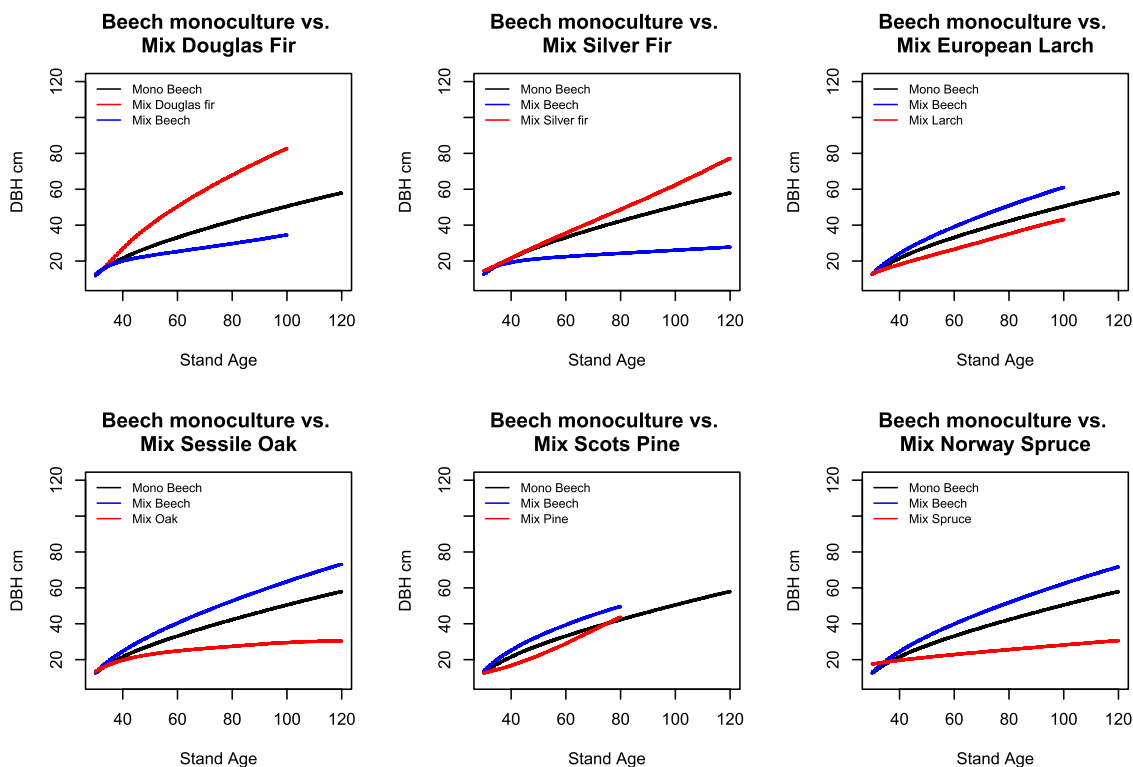 Beech monoculture vs.
Mix Douglas Fir
120
80
60
40
20
DBH cm
Mono Beech
Mix Douglas fir
Mix Beech
40 60 80 100 120
Stand Age
Beech monoculture vs.
Mix Silver Fir
120
80
60
40
20
DBH cm
Mono Beech
Mix Beech
Mix Silver fir
40 60 80 100 120
Stand Age
Beech monoculture vs.
Mix European Larch
120
80
60
40
20
DBH cm
Mono Beech
Mix Beech
Mix Larch
40 60 80 100 120
Stand Age
Beech monoculture vs.
Mix Sessile Oak
120
80
60
40
20
DBH cm
Mono Beech
Mix Beech
Mix Oak
40 60 80 100 120
Stand Age
Beech monoculture vs.
Mix Scots Pine
120
80
60
40
20
DBH cm
Mono Beech
Mix Beech
Mix Pine
40 60 80 100 120
Stand Age
Beech monoculture vs.
Mix Norway Spruce
120
80
60
40
20
DBH cm
Mono Beech
Mix Beech
Mix Spruce
40 60 80 100 120
Stand Age